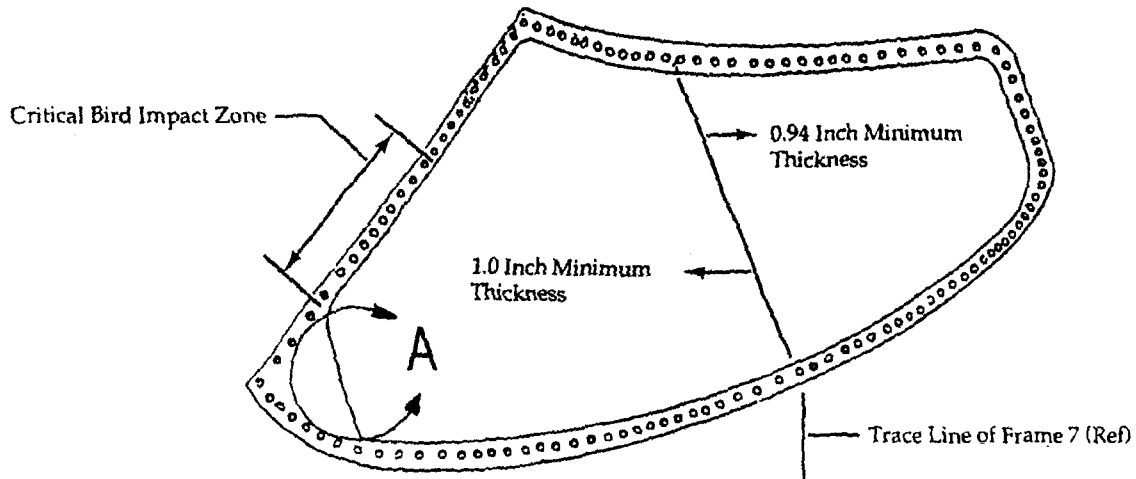 Critical Bird Impact Zone
0.94 Inch Minimum
Thickness
1.0 Inch Minimum
Thickness
A
Trace Line of Frame 7 (Ref)